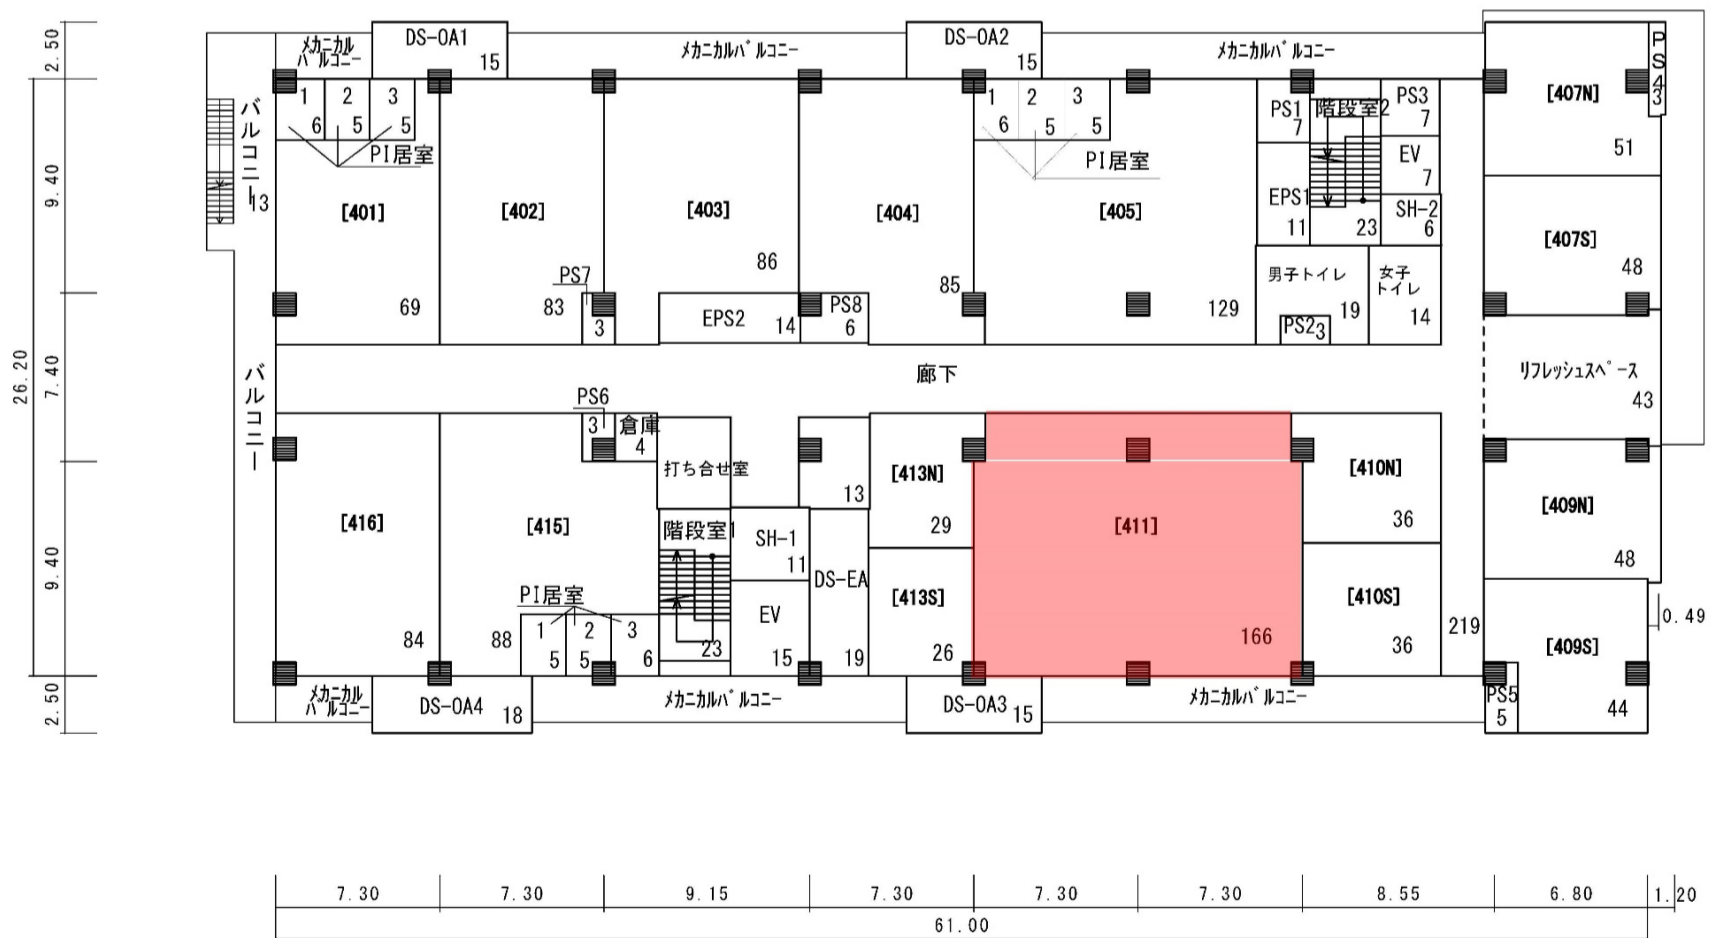 メカニカル
バルコニー
DS-OA1
15
メカニカルバルコニー
DS-OA2
15
メカニカルバルコニー
PS4
3
バルコニー
13
1
6
2
5
3
5
PI居室
[401]
69
[402]
83
PS7
3
[403]
86
EPS2
14
PS8
6
[404]
85
1
6
2
5
3
5
PI居室
[405]
129
PS1
7
階段室2
23
PS3
7
EV
7
EPS1
11
SH-2
6
男子トイレ
19
PS2
3
女子
トイレ
14
[407N]
51
[407S]
48
リフレッシュスペース
43
廊下
バルコニー
[416]
84
[415]
88
PS6
3
倉庫
4
打ち合せ室
階段室1
23
PI居室
1
5
2
5
3
6
SH-1
11
EV
15
13
DS-EA
19
[413N]
29
[413S]
26
[411]
166
[410N]
36
[410S]
36
219
[409N]
48
[409S]
44
PS5
5
0.49
メカニカル
バルコニー
DS-OA4
18
メカニカルバルコニー
DS-OA3
15
メカニカルバルコニー
2.50
9.40
7.40
9.40
2.50
26.20
7.30
7.30
9.15
7.30
7.30
7.30
8.55
6.80
1.20
61.00